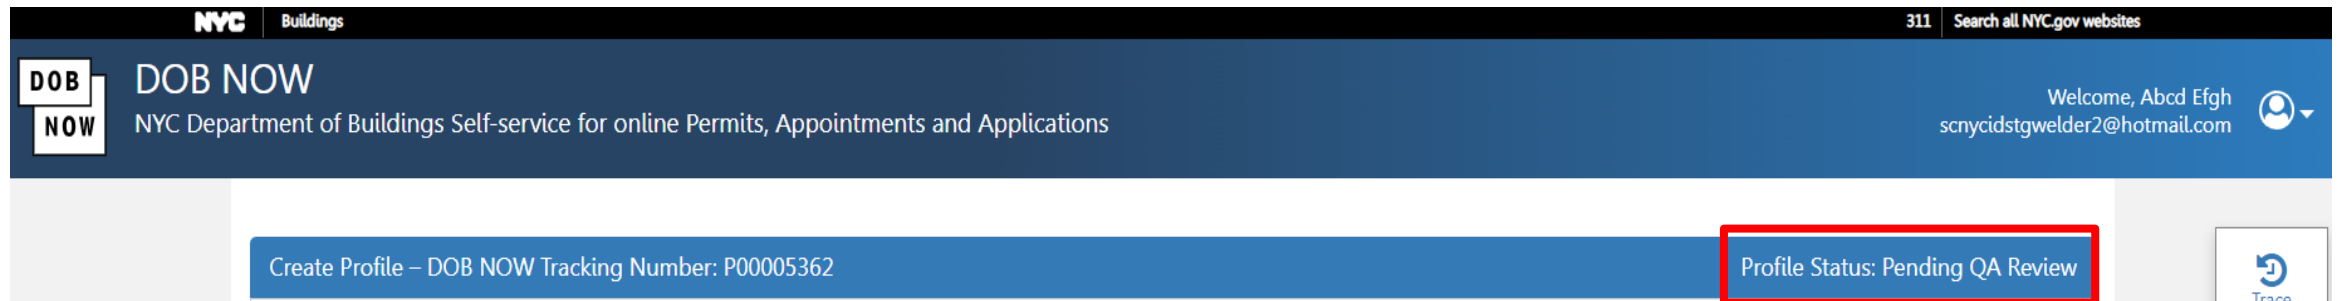 NYC Buildings 311 Search all NYC.gov websites
DOB
NOW
DOB NOW
NYC Department of Buildings Self-service for online Permits, Appointments and Applications
Welcome, Abcd Efgh
scnycidstgwelder2@hotmail.com
Create Profile – DOB NOW Tracking Number: P00005362 Profile Status: Pending QA Review
Trace